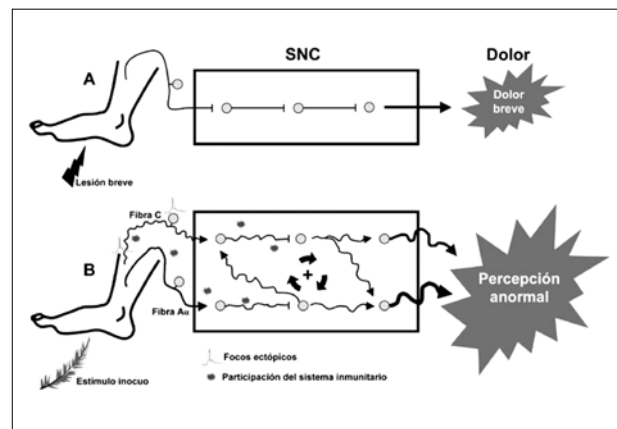 SNC
Dolor
A
Dolor
breve
Lesión breve
Fibra C
B
+
Percepción
anormal
Fibra Aα
Focos ectópicos
Estímulo inocuo
Participación del sistema inmunitario